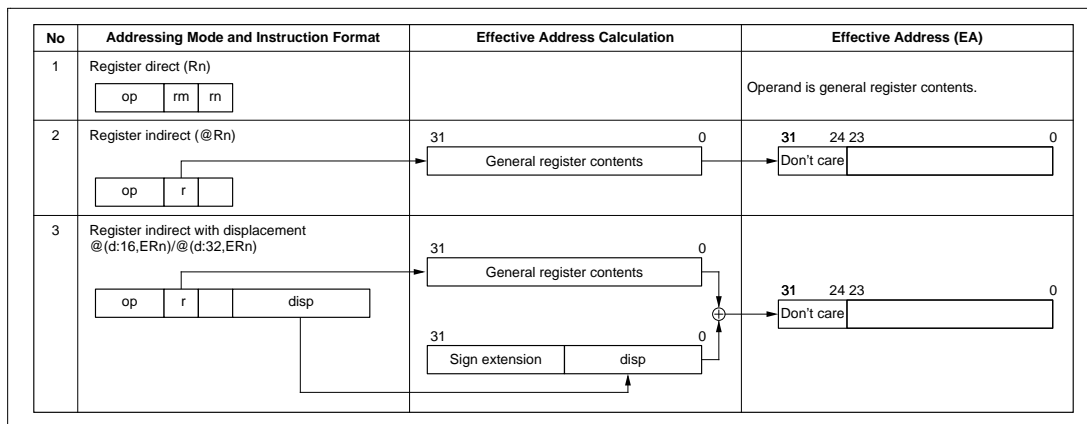 No Addressing Mode and Instruction Format Effective Address Calculation Effective Address (EA)
1 Register direct (Rn)
op rm rn
Operand is general register contents.
2 Register indirect (@Rn)
31 0
31 24 23 0
General register contents
Don't care
op r
3 Register indirect with displacement
@(d:16,ERn)/@(d:32,ERn)
31 0
General register contents
op r disp
31 24 23 0
Don't care
31 0
Sign extension disp